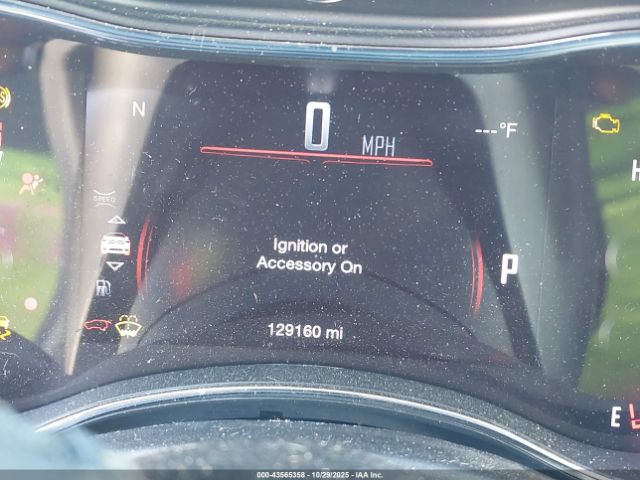 N
0 MPH
---°F
H
SPEED
Ignition or
Accessory On
P
129160 mi
E
000-43565358 - 10/29/2025 - IAA Inc.